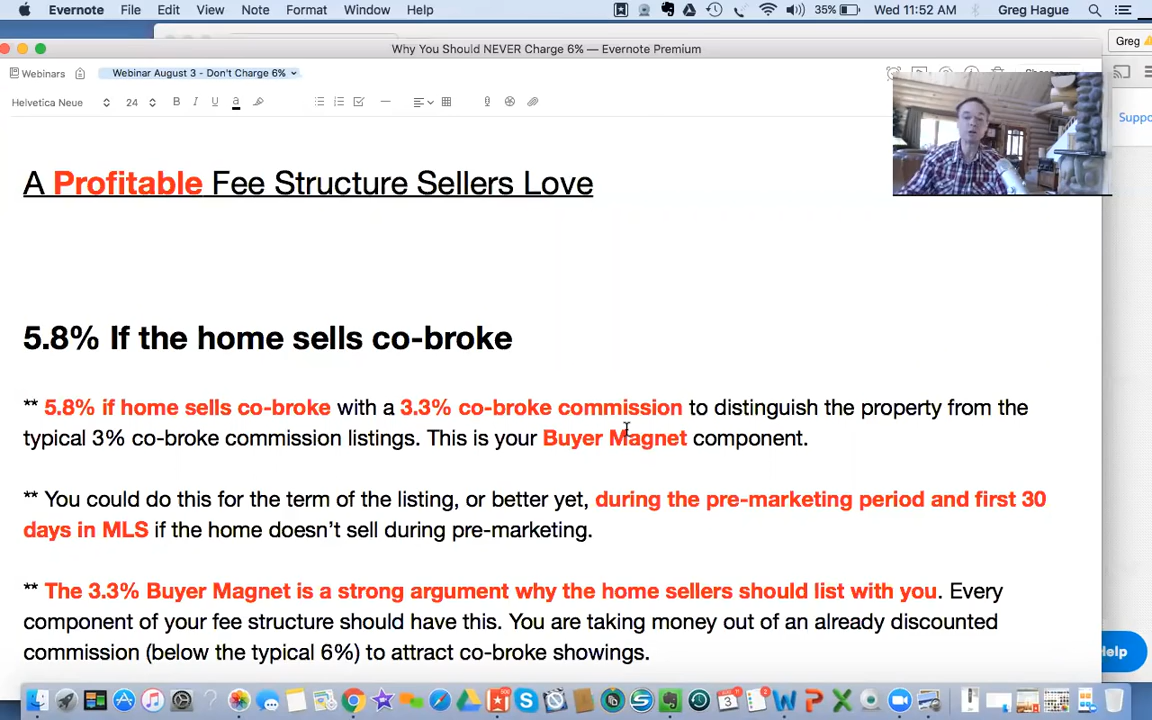 Evernote File Edit View Note Format Window Help 35% Wed 11:52 AM Greg Hague
Why You Should NEVER Charge 6% — Evernote Premium
Greg
Webinars Webinar August 3 - Don't Charge 6% Share
Helvetica Neue 24 B I U a
Suppo
A Profitable Fee Structure Sellers Love
5.8% If the home sells co-broke
** 5.8% if home sells co-broke with a 3.3% co-broke commission to distinguish the property from the
typical 3% co-broke commission listings. This is your Buyer Magnet component.
** You could do this for the term of the listing, or better yet, during the pre-marketing period and first 30
days in MLS if the home doesn’t sell during pre-marketing.
** The 3.3% Buyer Magnet is a strong argument why the home sellers should list with you. Every
component of your fee structure should have this. You are taking money out of an already discounted
commission (below the typical 6%) to attract co-broke showings.
Help